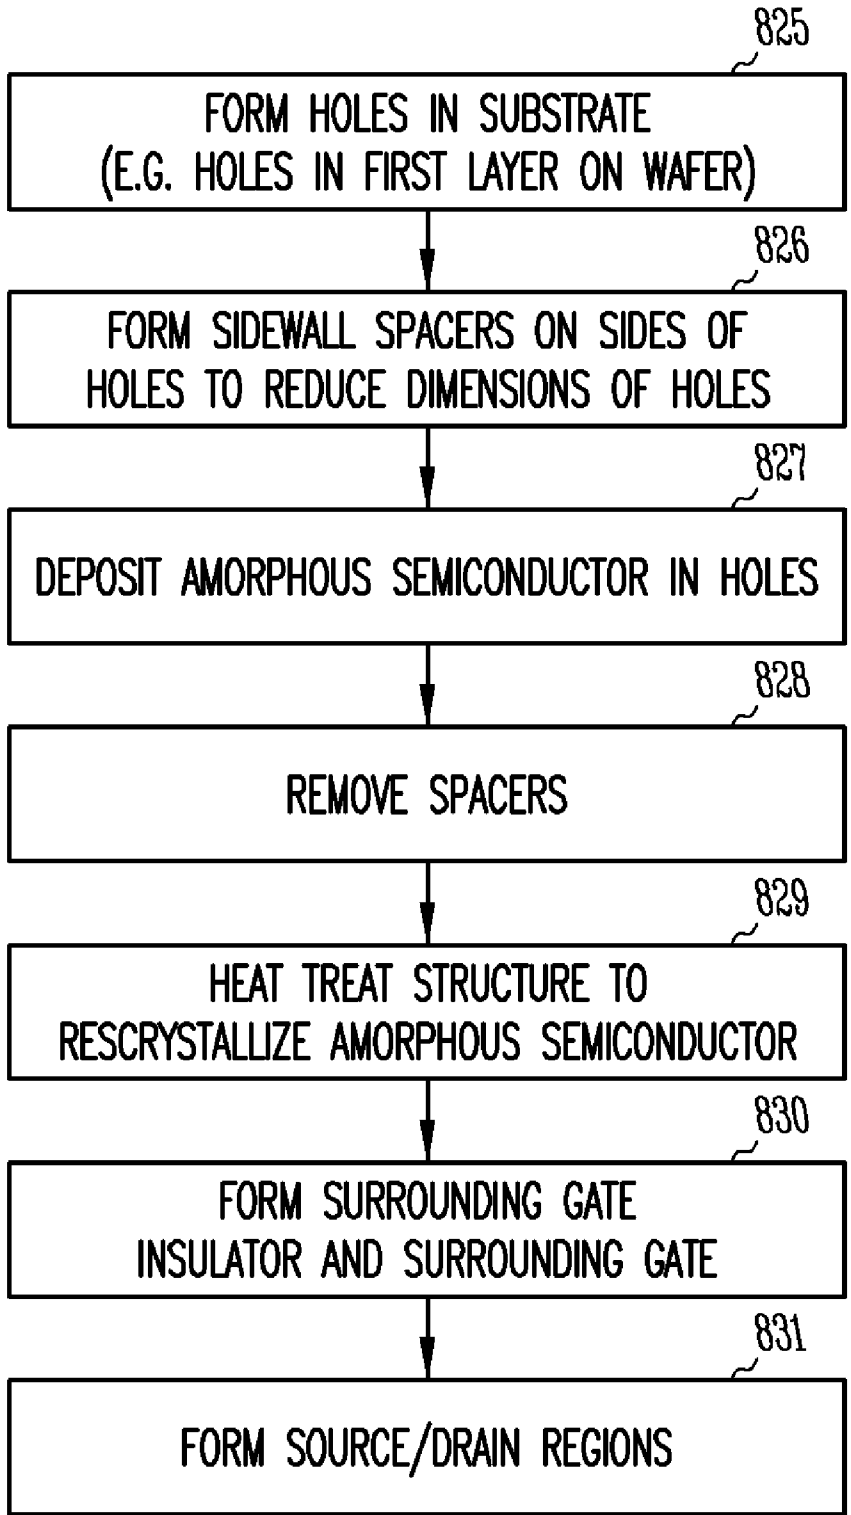 825
FORM HOLES IN SUBSTRATE
(E.G. HOLES IN FIRST LAYER ON WAFER)
826
FORM SIDEWALL SPACERS ON SIDES OF
HOLES TO REDUCE DIMENSIONS OF HOLES
827
DEPOSIT AMORPHOUS SEMICONDUCTOR IN HOLES
828
REMOVE SPACERS
829
HEAT TREAT STRUCTURE TO
RESCRYSTALLIZE AMORPHOUS SEMICONDUCTOR
830
FORM SURROUNDING GATE
INSULATOR AND SURROUNDING GATE
831
FORM SOURCE/DRAIN REGIONS